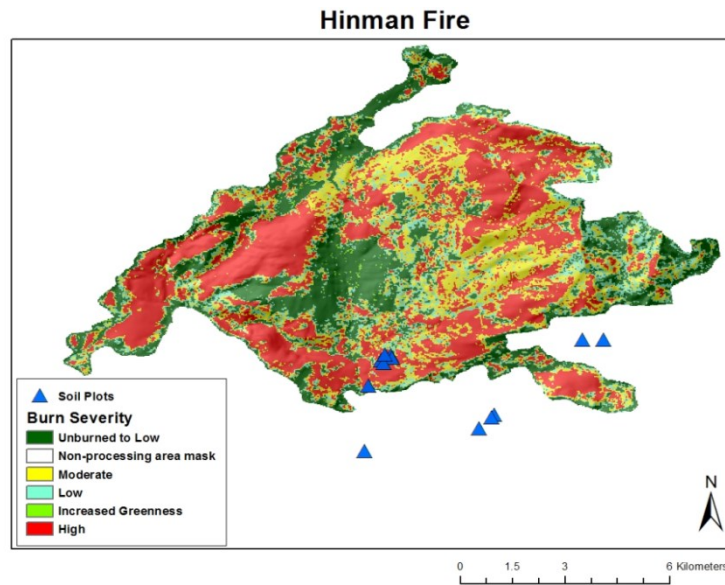 Hinman Fire
Soil Plots
Burn Severity
Unburned to Low
Non-processing area mask
Moderate
Low
Increased Greenness
High
N
0 1.5 3 6 Kilometers